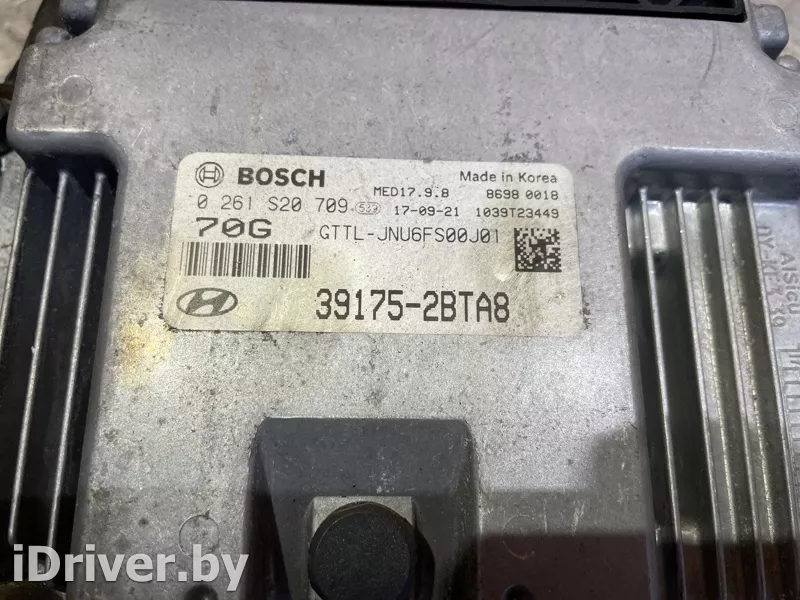 BOSCH
Made in Korea
MED17.9.8
8698 0018
0 261 S20 709
17-09-21 1039T23449
70G
GTTL-JNU6FS00J01
39175-2BTA8
iDriver.by